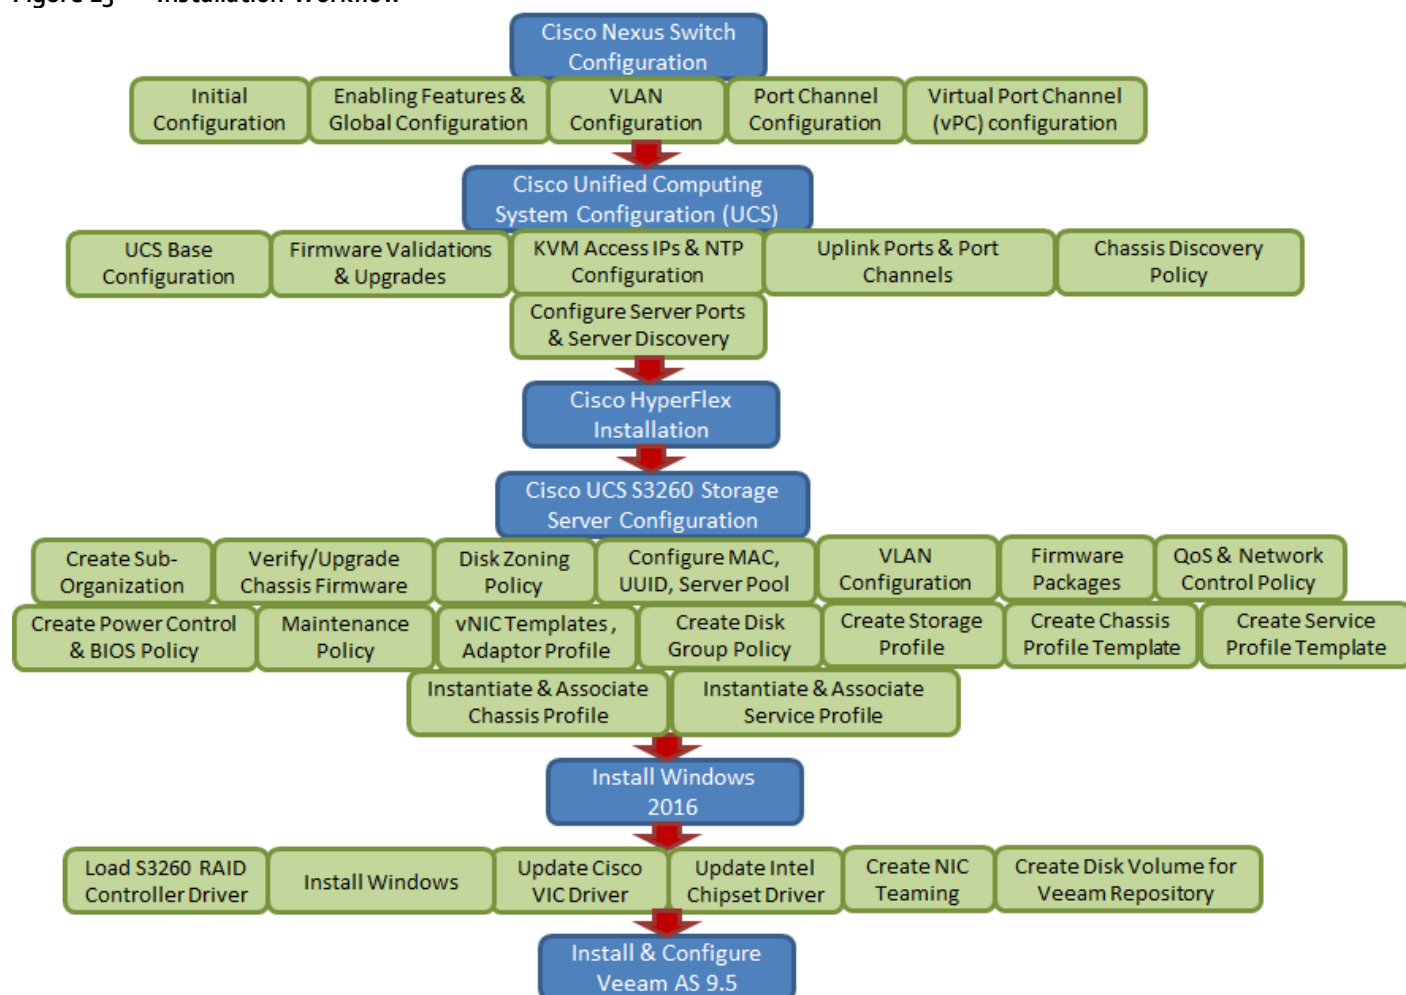 Figure 23 Installation Workflow
Cisco Nexus Switch
Configuration
Initial
Configuration
Enabling Features &
Global Configuration
VLAN
Configuration
Port Channel
Configuration
Virtual Port Channel
(vPC) configuration
Cisco Unified Computing
System Configuration (UCS)
UCS Base
Configuration
Firmware Validations
& Upgrades
KVM Access IPs & NTP
Configuration
Uplink Ports & Port
Channels
Chassis Discovery
Policy
Configure Server Ports
& Server Discovery
Cisco HyperFlex
Installation
Cisco UCS S3260 Storage
Server Configuration
Create Sub-
Organization
Verify/Upgrade
Chassis Firmware
Disk Zoning
Policy
Configure MAC,
UUID, Server Pool
VLAN
Configuration
Firmware
Packages
QoS & Network
Control Policy
Create Power Control
& BIOS Policy
Maintenance
Policy
vNIC Templates ,
Adaptor Profile
Create Disk
Group Policy
Create Storage
Profile
Create Chassis
Profile Template
Create Service
Profile Template
Instantiate & Associate
Chassis Profile
Instantiate & Associate
Service Profile
Install Windows
2016
Load S3260 RAID
Controller Driver
Install Windows
Update Cisco
VIC Driver
Update Intel
Chipset Driver
Create NIC
Teaming
Create Disk Volume for
Veeam Repository
Install & Configure
Veeam AS 9.5